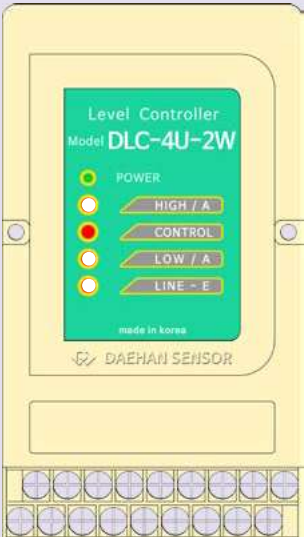 Level Controller
Model DLC-4U-2W
POWER
HIGH / A
CONTROL
LOW / A
LINE - E
made in korea
DAEHAN SENSOR